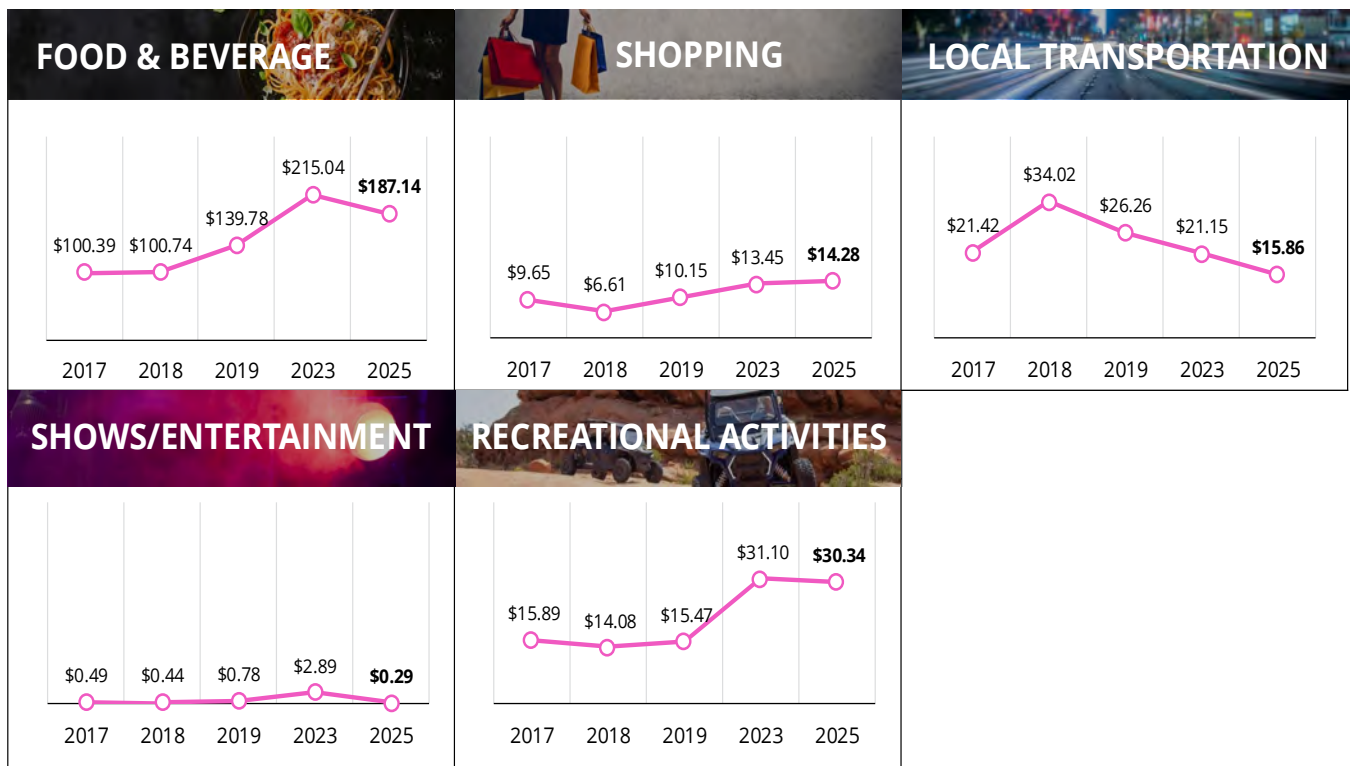 FOOD & BEVERAGE
$100.39 $100.74 $139.78 $215.04 $187.14
2017 2018 2019 2023 2025
SHOPPING
$9.65 $6.61 $10.15 $13.45 $14.28
2017 2018 2019 2023 2025
LOCAL TRANSPORTATION
$21.42 $34.02 $26.26 $21.15 $15.86
2017 2018 2019 2023 2025
SHOWS/ENTERTAINMENT
$0.49 $0.44 $0.78 $2.89 $0.29
2017 2018 2019 2023 2025
RECREATIONAL ACTIVITIES
$15.89 $14.08 $15.47 $31.10 $30.34
2017 2018 2019 2023 2025